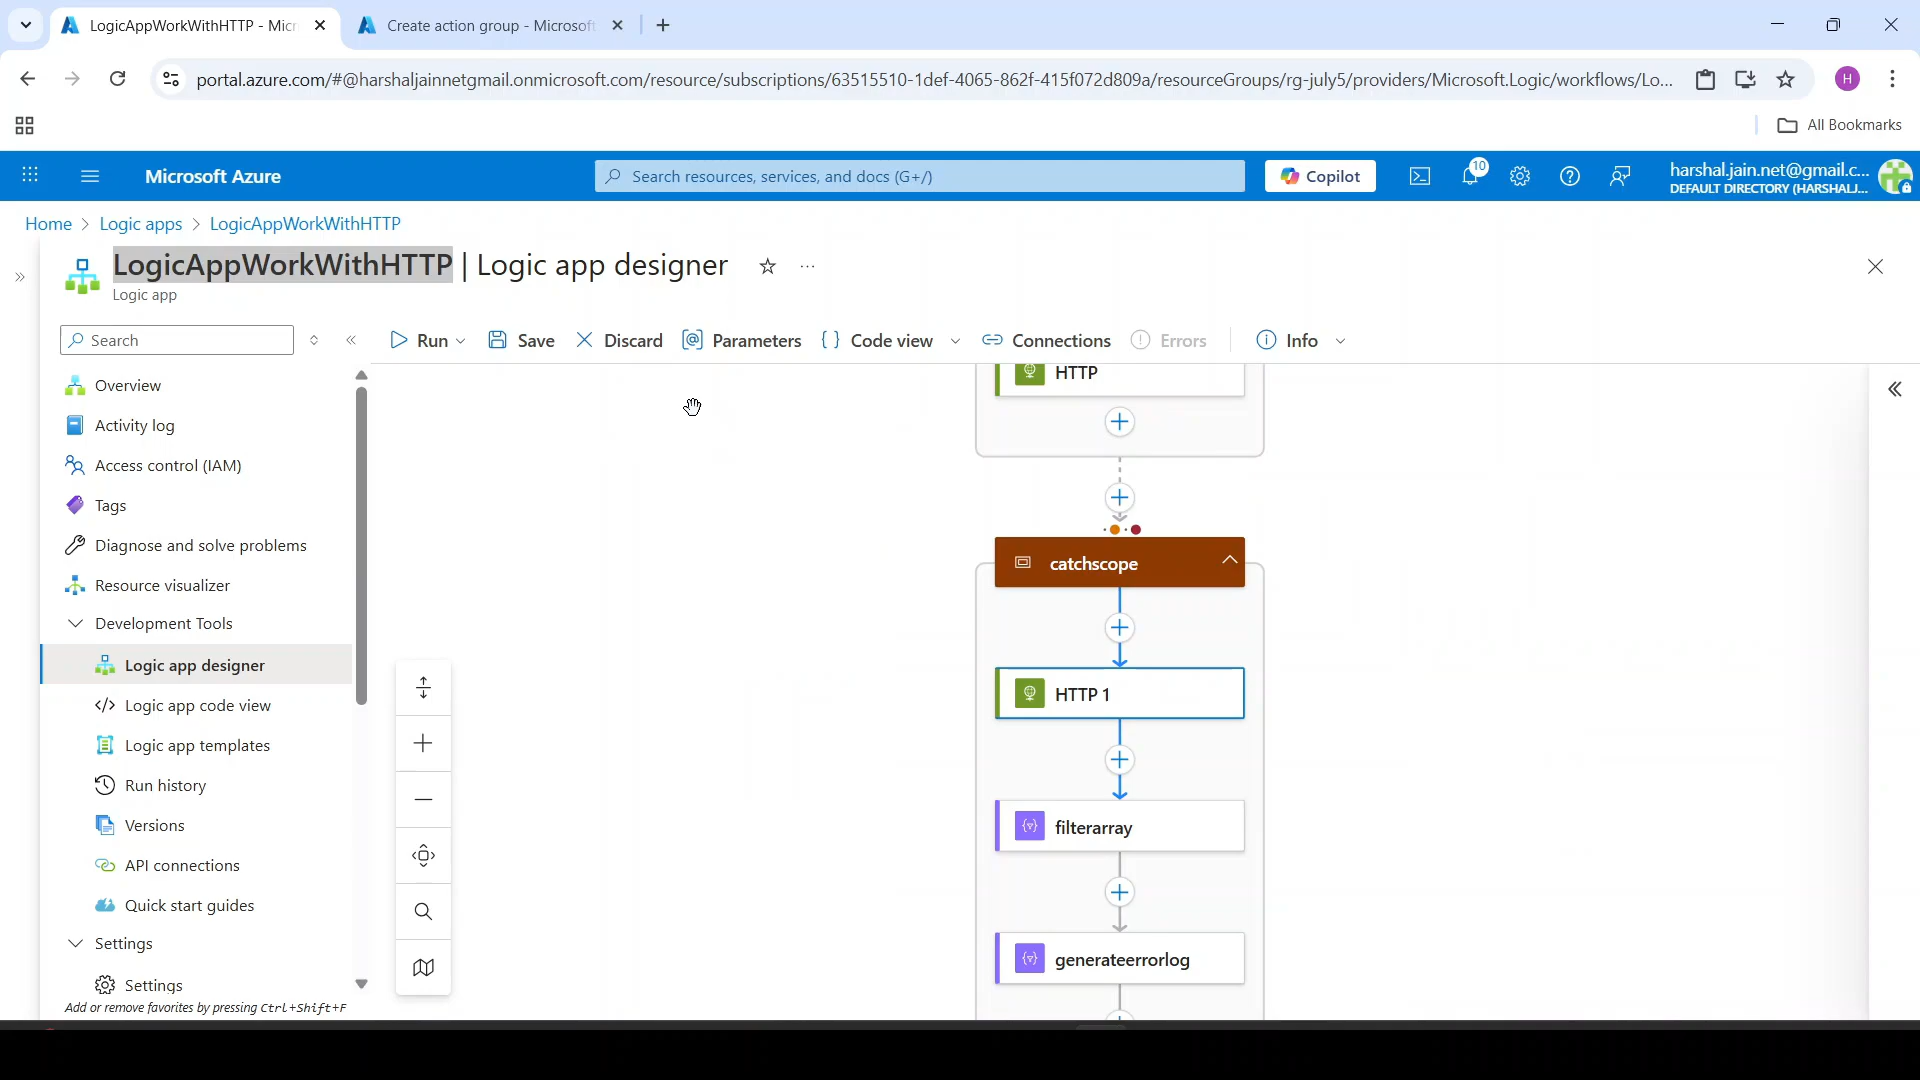 LogicAppWorkWithHTTP - Mic
Create action group - Microsoft
portal.azure.com/#@harshaljainnetgmail.onmicrosoft.com/resource/subscriptions/63515510-1def-4065-862f-415f072d809a/resourceGroups/rg-july5/providers/Microsoft.Logic/workflows/Lo...
H
All Bookmarks
Microsoft Azure
Search resources, services, and docs (G+/)
Copilot
10
harshal.jain.net@gmail.c...
DEFAULT DIRECTORY (HARSHALJ...
Home > Logic apps > LogicAppWorkWithHTTP
LogicAppWorkWithHTTP | Logic app designer
Logic app
Search
Run
Save
Discard
Parameters
Code view
Connections
Errors
Info
Overview
Activity log
Access control (IAM)
Tags
Diagnose and solve problems
Resource visualizer
Development Tools
Logic app designer
Logic app code view
Logic app templates
Run history
Versions
API connections
Quick start guides
Settings
Settings
Add or remove favorites by pressing Ctrl+Shift+F
HTTP
catchscope
HTTP 1
filterarray
generateerrorlog